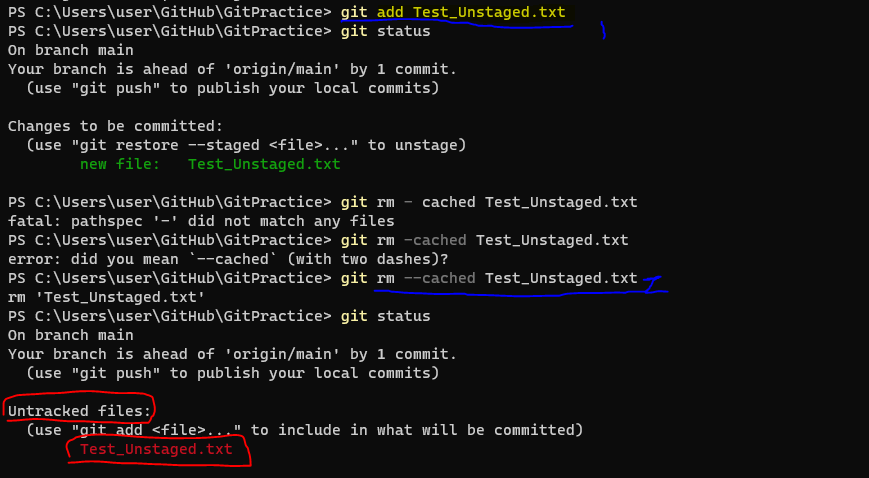 PS C:\Users\user\GitHub\GitPractice> git add Test_Unstaged.txt
PS C:\Users\user\GitHub\GitPractice> git status
On branch main
Your branch is ahead of 'origin/main' by 1 commit.
  (use "git push" to publish your local commits)
Changes to be committed:
  (use "git restore --staged <file>..." to unstage)
        new file:   Test_Unstaged.txt
PS C:\Users\user\GitHub\GitPractice> git rm - cached Test_Unstaged.txt
fatal: pathspec '-' did not match any files
PS C:\Users\user\GitHub\GitPractice> git rm -cached Test_Unstaged.txt
error: did you mean `--cached` (with two dashes)?
PS C:\Users\user\GitHub\GitPractice> git rm --cached Test_Unstaged.txt
rm 'Test_Unstaged.txt'
PS C:\Users\user\GitHub\GitPractice> git status
On branch main
Your branch is ahead of 'origin/main' by 1 commit.
  (use "git push" to publish your local commits)
Untracked files:
  (use "git add <file>..." to include in what will be committed)
        Test_Unstaged.txt